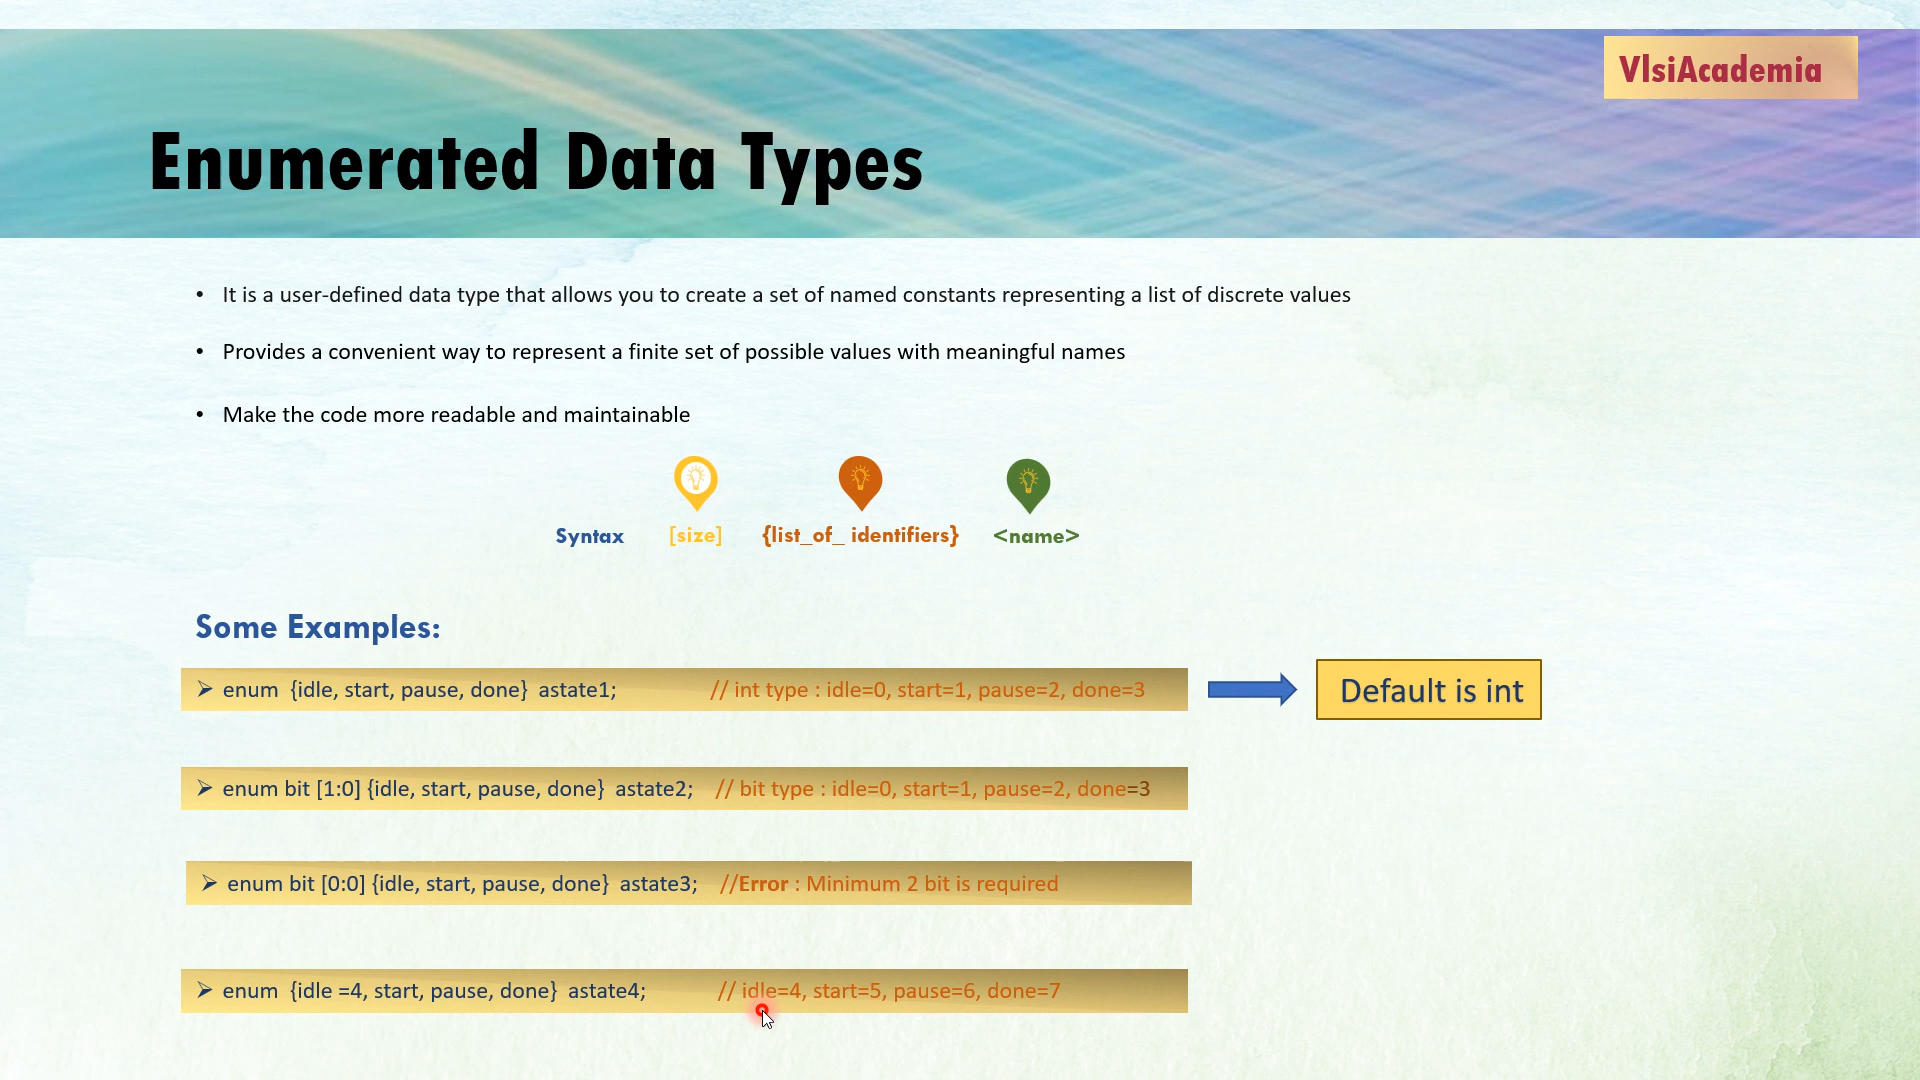 VlsiAcademia
Enumerated Data Types
• It is a user-defined data type that allows you to create a set of named constants representing a list of discrete values
• Provides a convenient way to represent a finite set of possible values with meaningful names
• Make the code more readable and maintainable
Syntax [size] {list_of_ identifiers} <name>
Some Examples:
➢ enum {idle, start, pause, done} astate1; // int type : idle=0, start=1, pause=2, done=3
Default is int
➢ enum bit [1:0] {idle, start, pause, done} astate2; // bit type : idle=0, start=1, pause=2, done=3
➢ enum bit [0:0] {idle, start, pause, done} astate3; //Error : Minimum 2 bit is required
➢ enum {idle =4, start, pause, done} astate4; // idle=4, start=5, pause=6, done=7